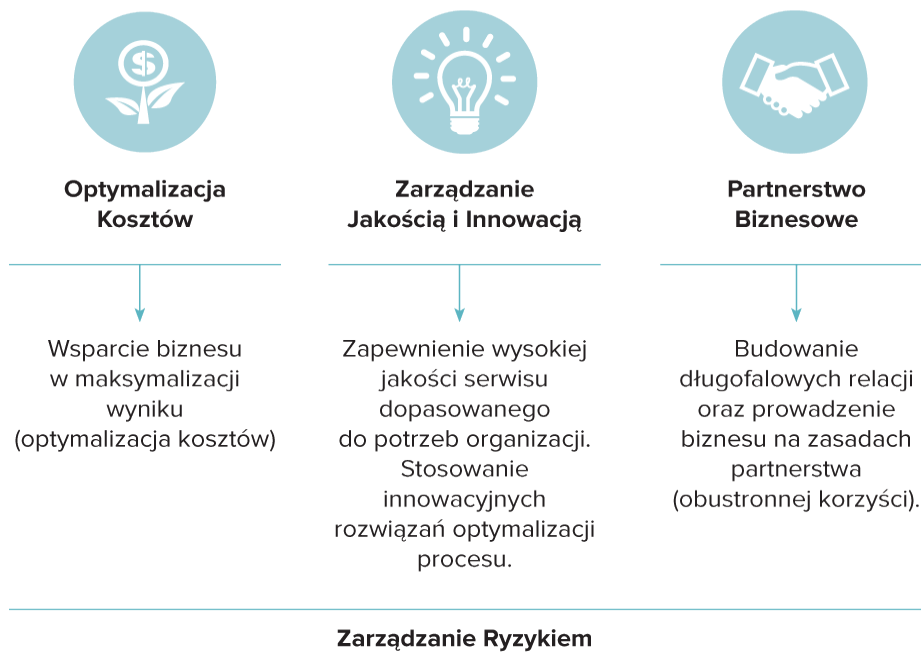 $
Optymalizacja
Kosztów
Wsparcie biznesu
w maksymalizacji
wyniku
(optymalizacja kosztów)
Zarządzanie
Jakością i Innowacją
Zapewnienie wysokiej
jakości serwisu
dopasowanego
do potrzeb organizacji.
Stosowanie
innowacyjnych
rozwiązań optymalizacji
procesu.
Partnerstwo
Biznesowe
Budowanie
długofalowych relacji
oraz prowadzenie
biznesu na zasadach
partnerstwa
(obustronnej korzyści).
Zarządzanie Ryzykiem